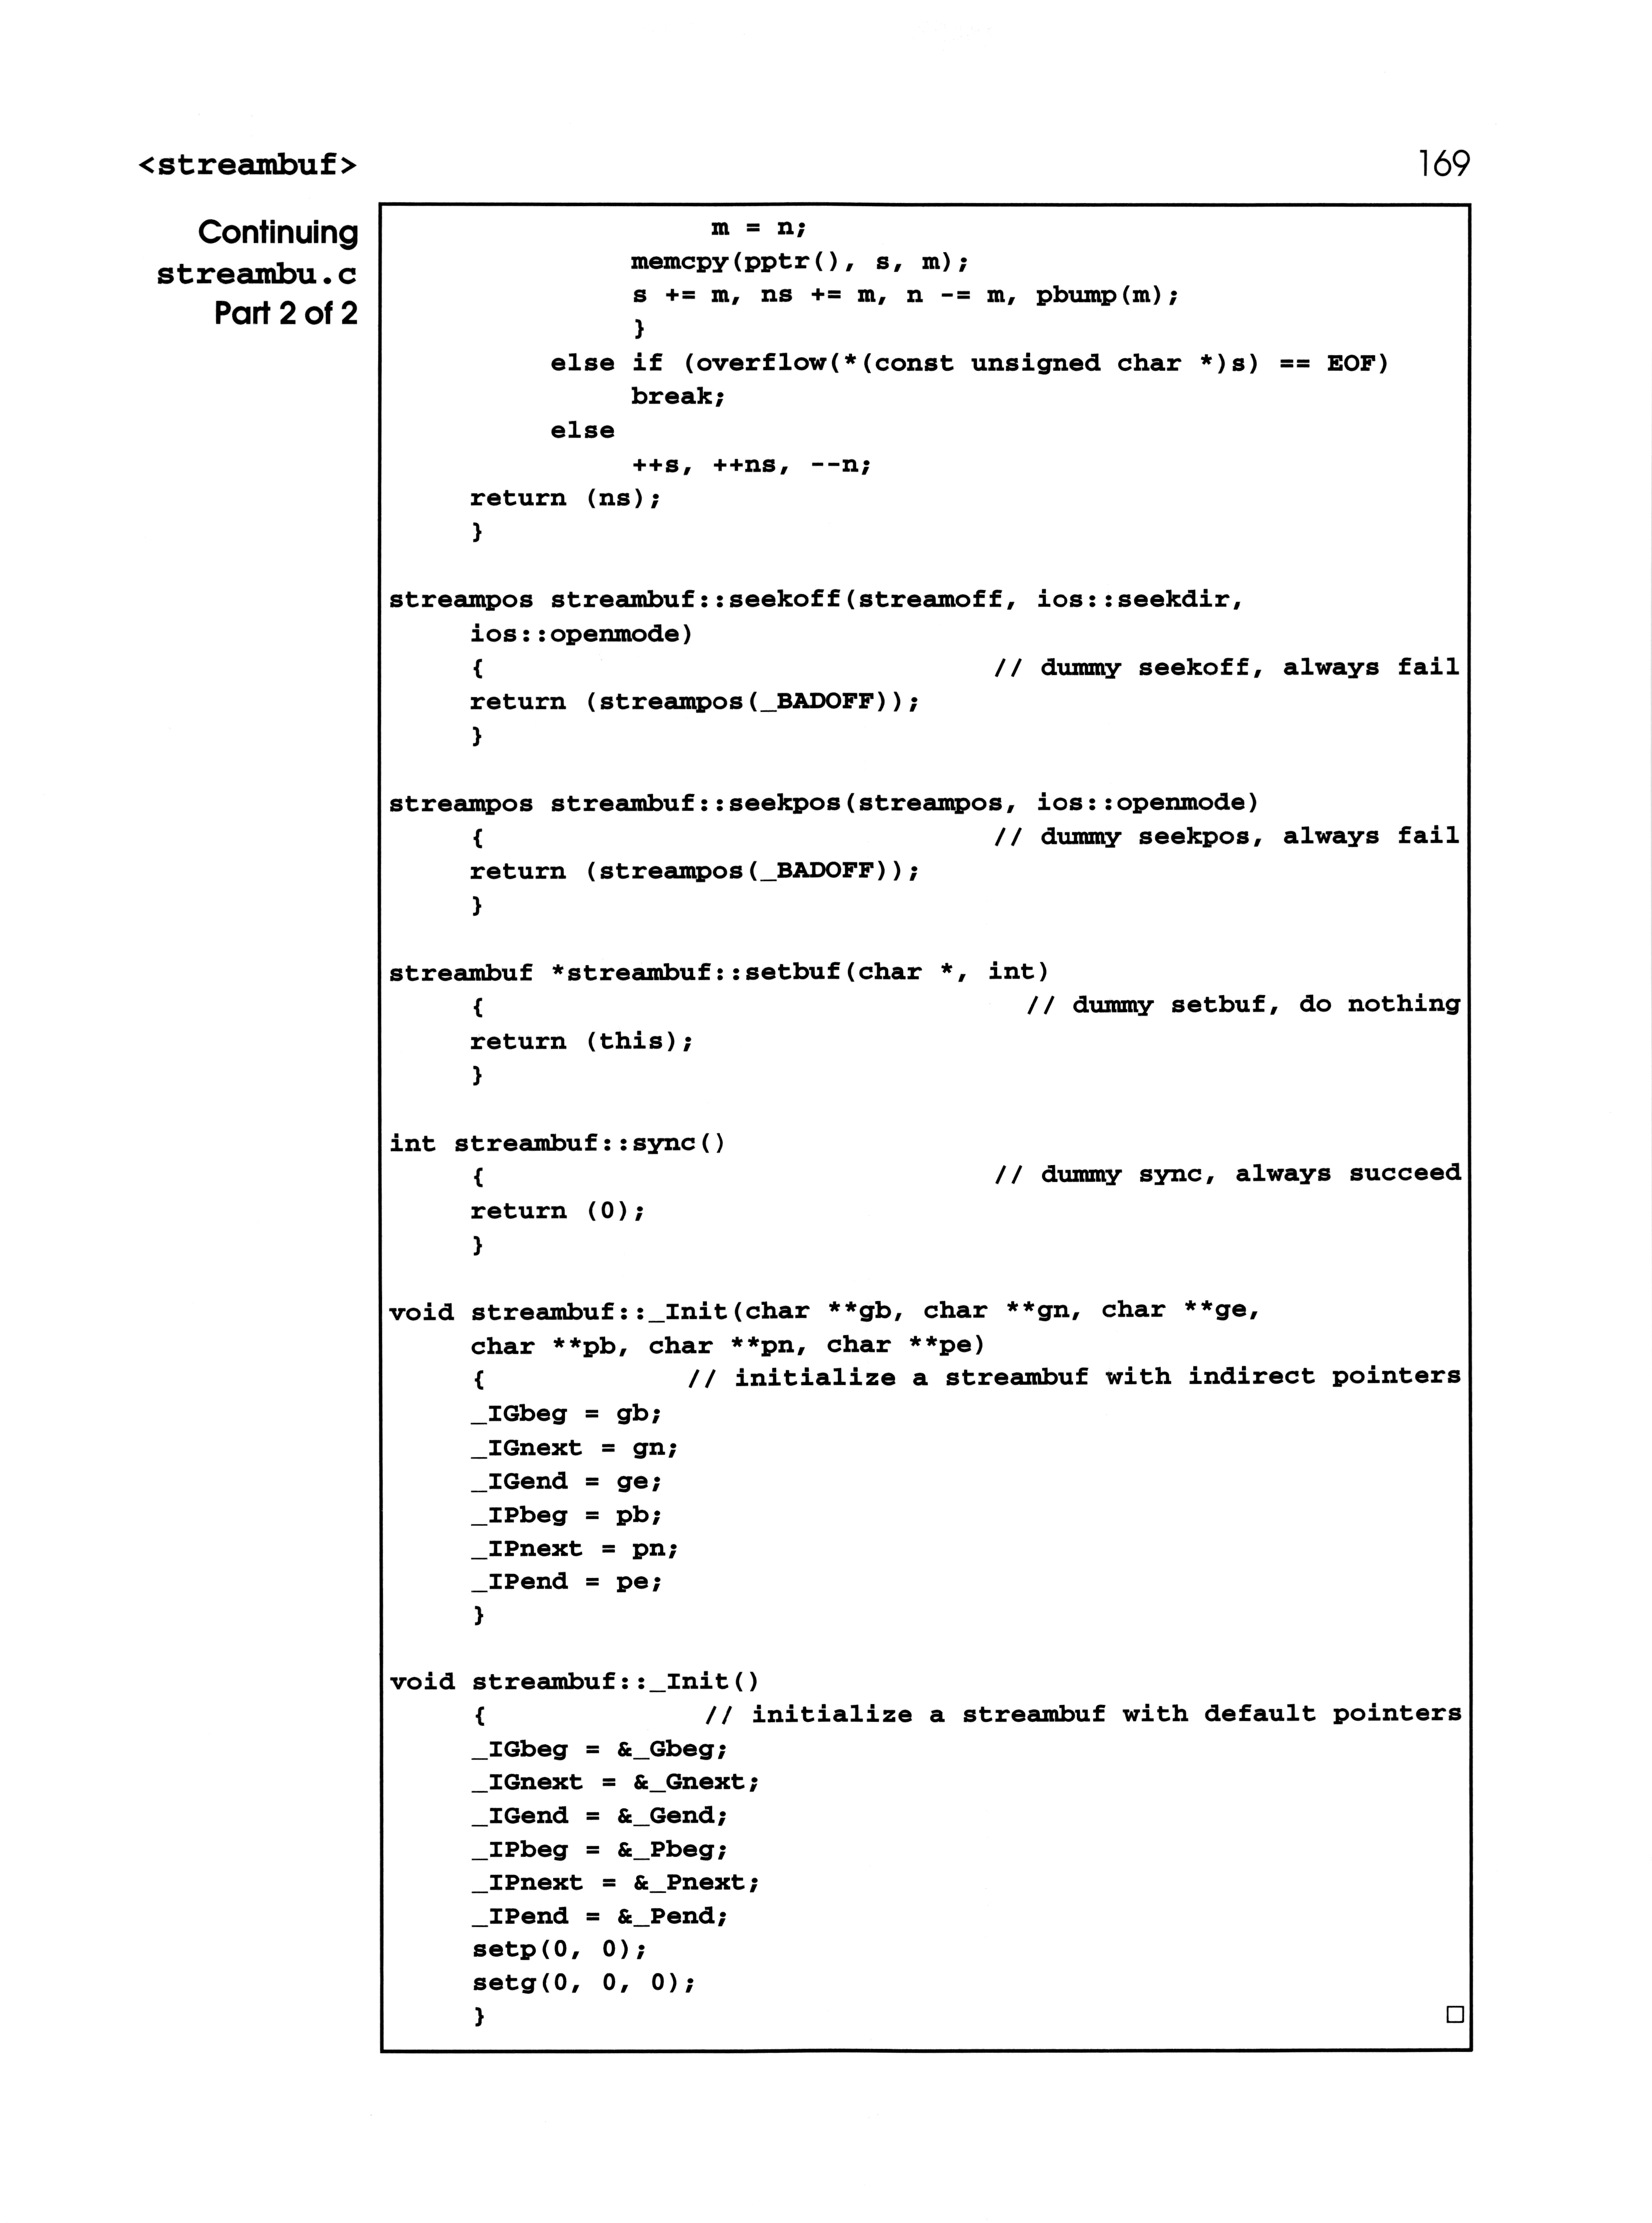 <streambuf>
169
Continuing
streambu.c
Part 2 of 2
m = n;
memcpy(pptr(), s, m);
s += m, ns += m, n -= m, pbump(m);
}
else if (overflow(*(const unsigned char *)s) == EOF)
break;
else
++s, ++ns, --n;
return (ns);
}
streampos streambuf::seekoff(streamoff, ios::seekdir,
ios::openmode)
{ // dummy seekoff, always fail
return (streampos(_BADOFF));
}
streampos streambuf::seekpos(streampos, ios::openmode)
{ // dummy seekpos, always fail
return (streampos(_BADOFF));
}
streambuf *streambuf::setbuf(char *, int)
{ // dummy setbuf, do nothing
return (this);
}
int streambuf::sync()
{ // dummy sync, always succeed
return (0);
}
void streambuf::_Init(char **gb, char **gn, char **ge,
char **pb, char **pn, char **pe)
{ // initialize a streambuf with indirect pointers
_IGbeg = gb;
_IGnext = gn;
_IGend = ge;
_IPbeg = pb;
_IPnext = pn;
_IPend = pe;
}
void streambuf::_Init()
{ // initialize a streambuf with default pointers
_IGbeg = &_Gbeg;
_IGnext = &_Gnext;
_IGend = &_Gend;
_IPbeg = &_Pbeg;
_IPnext = &_Pnext;
_IPend = &_Pend;
setp(0, 0);
setg(0, 0, 0);
} □